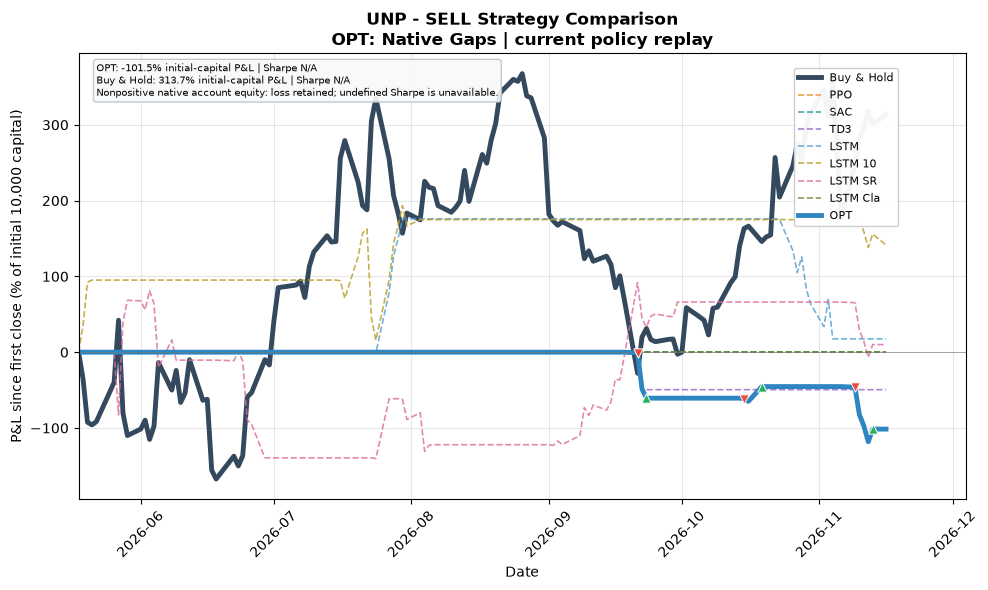 UNP - SELL Strategy Comparison
OPT: Native Gaps | current policy replay
OPT: -101.5% initial-capital P&L | Sharpe N/A
Buy & Hold: 313.7% initial-capital P&L | Sharpe N/A
Nonpositive native account equity: loss retained; undefined Sharpe is unavailable.
Buy & Hold
PPO
SAC
TD3
LSTM
LSTM 10
LSTM SR
LSTM Cla
OPT
P&L since first close (% of initial 10,000 capital)
300
200
100
0
−100
2026-06
2026-07
2026-08
2026-09
2026-10
2026-11
2026-12
Date